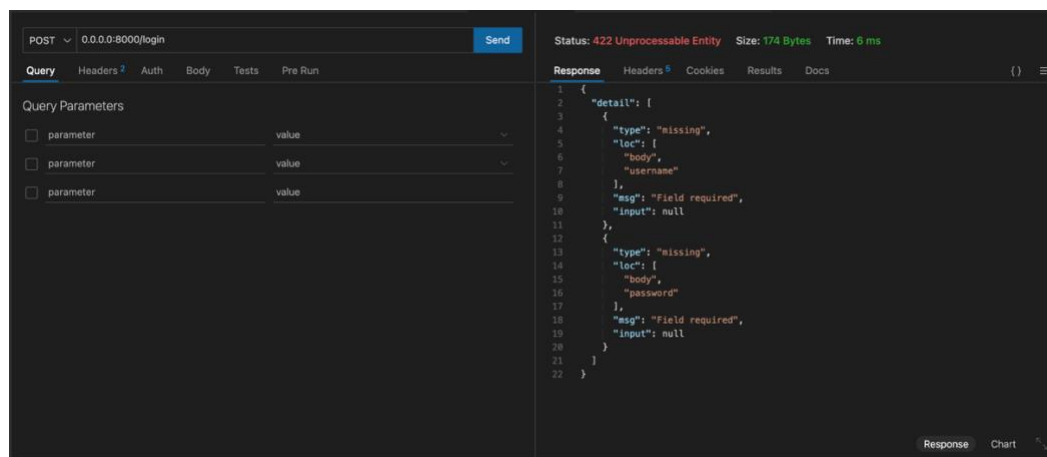 POST 0.0.0.0:8000/login Send
Query Headers 2 Auth Body Tests Pre Run
Query Parameters
parameter value
parameter value
parameter value
Status: 422 Unprocessable Entity Size: 174 Bytes Time: 6 ms
Response Headers 5 Cookies Results Docs {}
1 {
2 "detail": [
3 {
4 "type": "missing",
5 "loc": [
6 "body",
7 "username"
8 ],
9 "msg": "Field required",
10 "input": null
11 },
12 {
13 "type": "missing",
14 "loc": [
15 "body",
16 "password"
17 ],
18 "msg": "Field required",
19 "input": null
20 }
21 ]
22 }
Response Chart